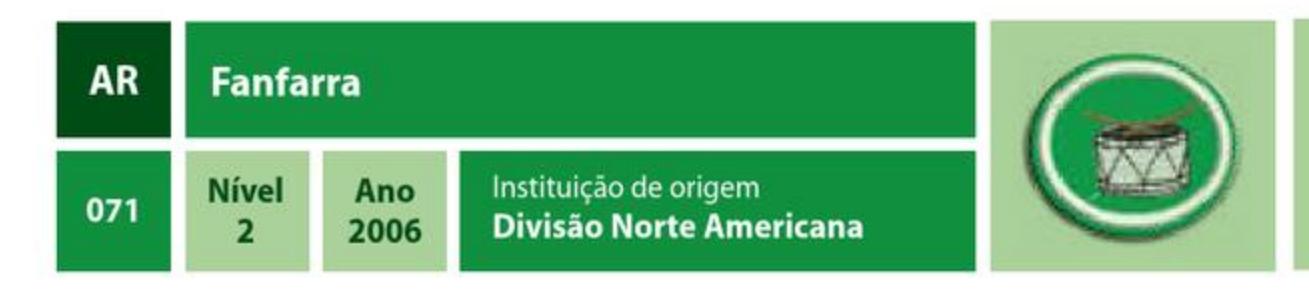 AR
Fanfarra
071
Nível
2
Ano
2006
Instituição de origem
Divisão Norte Americana